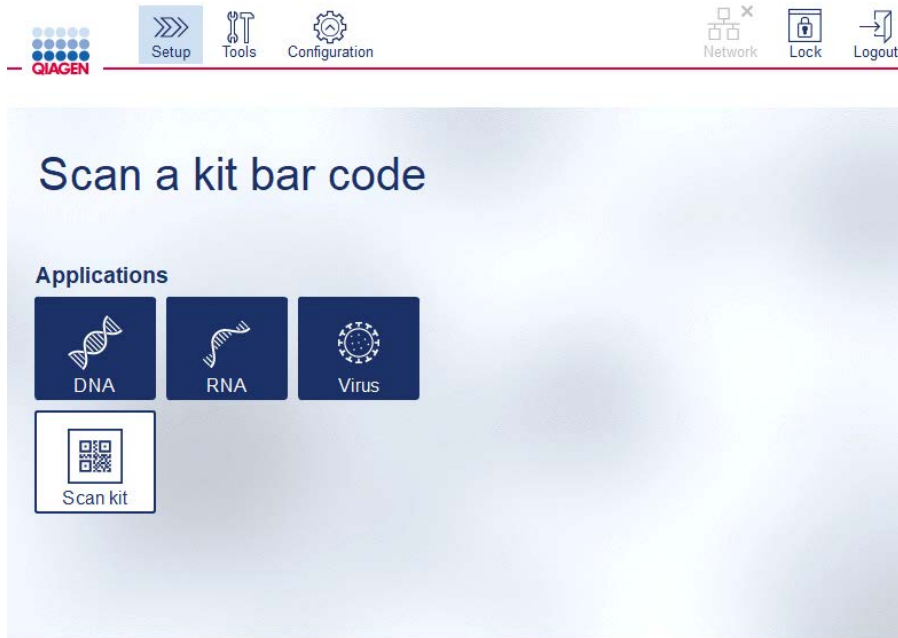 QIAGEN
Setup
Tools
Configuration
Network
Lock
Logout
Scan a kit bar code
Applications
DNA
RNA
Virus
Scan kit